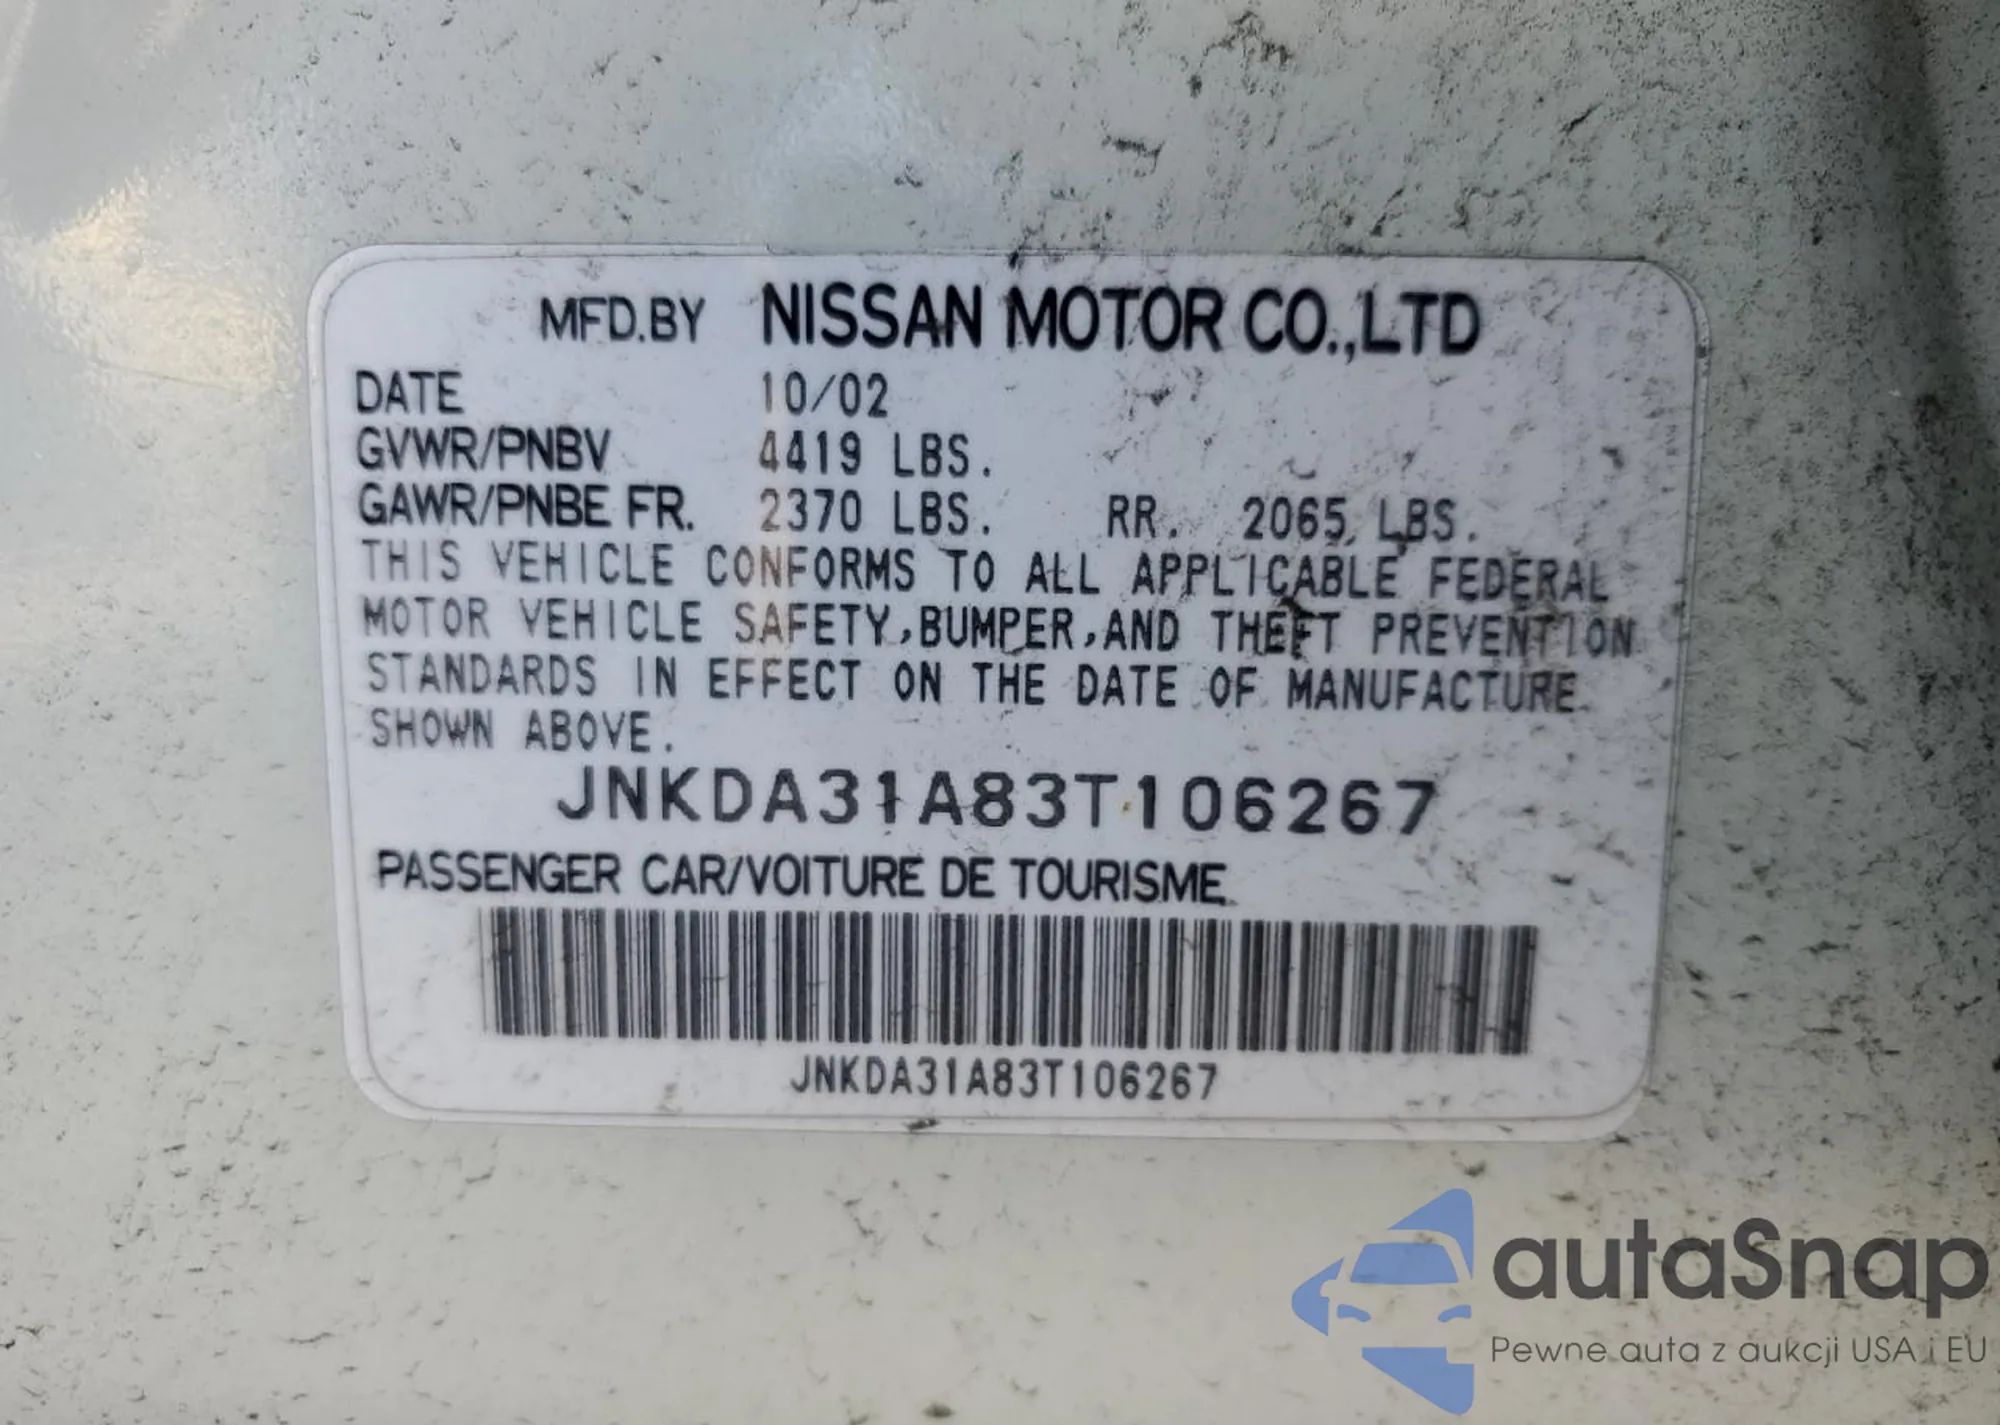 MFD.BY NISSAN MOTOR CO.,LTD
DATE 10/02
GVWR/PNBV 4419 LBS.
GAWR/PNBE FR. 2370 LBS. RR. 2065 LBS.
THIS VEHICLE CONFORMS TO ALL APPLICABLE FEDERAL
MOTOR VEHICLE SAFETY,BUMPER,AND THEFT PREVENTION
STANDARDS IN EFFECT ON THE DATE OF MANUFACTURE
SHOWN ABOVE.
JNKDA31A83T106267
PASSENGER CAR/VOITURE DE TOURISME
JNKDA31A83T106267
autaSnap
Pewne auta z aukcji USA i EU